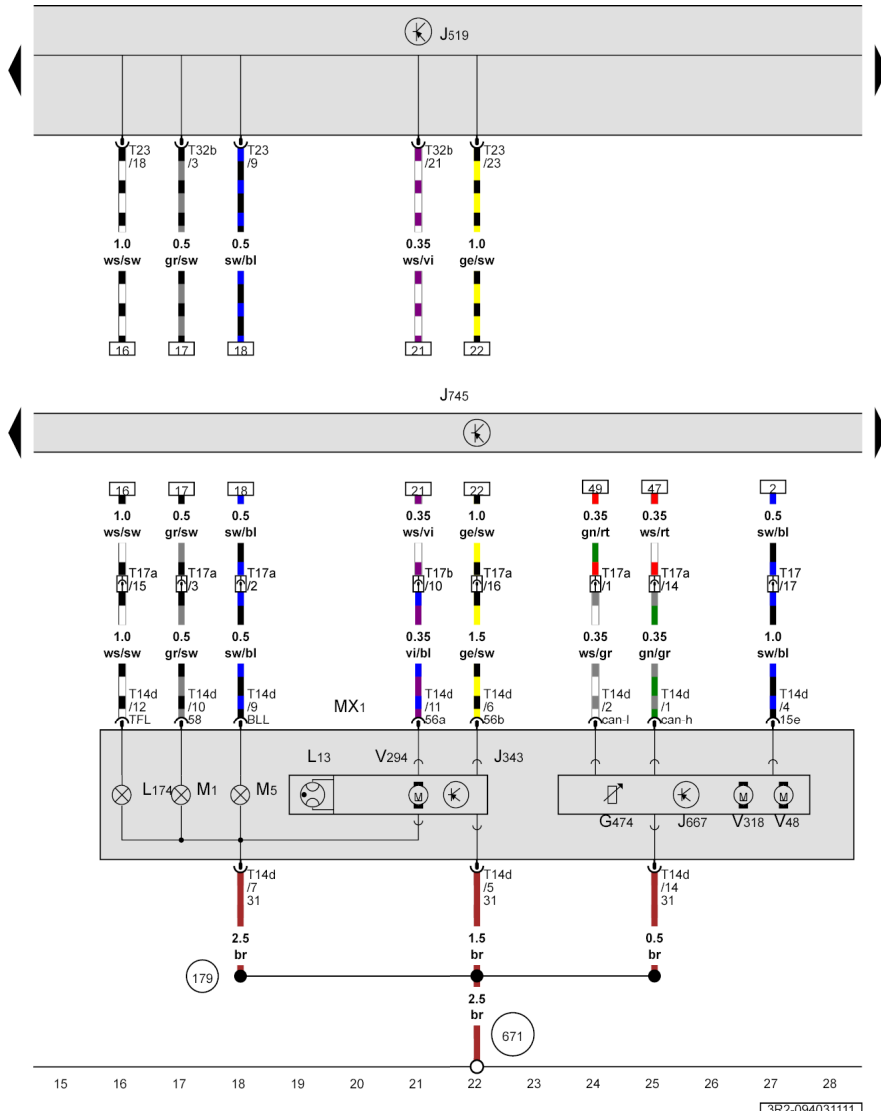 J519
T23 T32b T23 T32b T23
/18 /3 /9 /21 /23
1.0 0.5 0.5 0.35 1.0
ws/sw gr/sw sw/bl ws/vi ge/sw
16 17 18 21 22
J745
16 17 18 21 22 49 47 2
1.0 0.5 0.5 0.35 1.0 0.35 0.35 0.5
ws/sw gr/sw sw/bl ws/vi ge/sw gn/rt ws/rt sw/bl
T17a T17a T17a T17b T17a T17a T17a T17
/15 /3 /2 /10 /16 /1 /14 /17
1.0 0.5 0.5 0.35 1.5 0.35 0.35 1.0
ws/sw gr/sw sw/bl vi/bl ge/sw ws/gr gn/gr sw/bl
T14d T14d T14d T14d T14d T14d T14d T14d
/12 /10 /9 MX1 /11 /6 /2 /1 /4
TFL 58 BLL 56a 56b can-l can-h 15e
L13 V294 J343
L174 M1 M5 M M M
G474 J667 V318 V48
T14d T14d T14d
/7 /5 /14
31 31 31
2.5 1.5 0.5
br br br
179
2.5
br
671
15 16 17 18 19 20 21 22 23 24 25 26 27 28
3R2-094031111